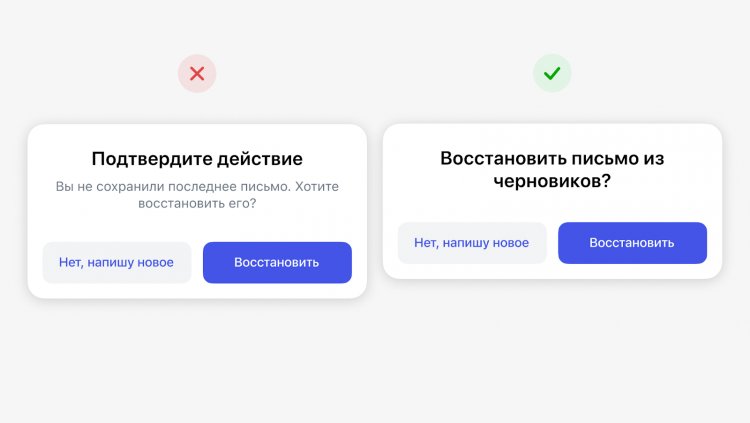 Подтвердите действие
Вы не сохранили последнее письмо. Хотите
восстановить его?
Нет, напишу новое
Восстановить
Восстановить письмо из
черновиков?
Нет, напишу новое
Восстановить